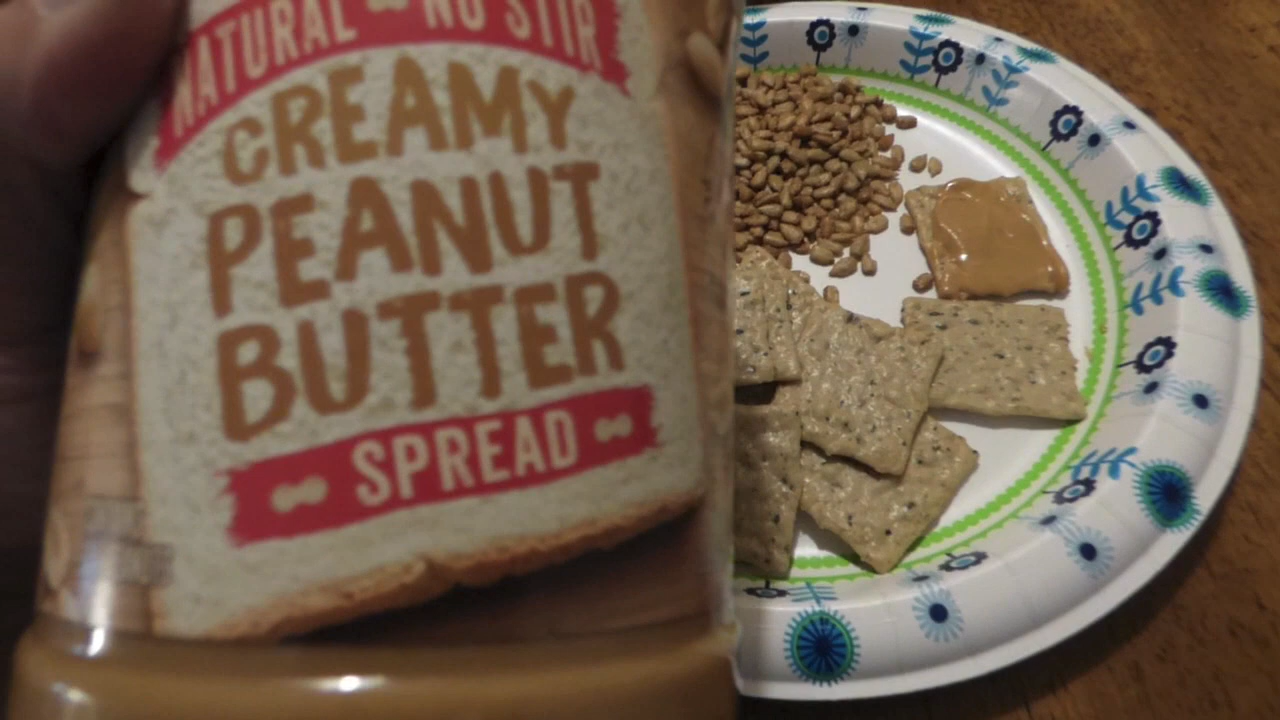 NATURAL - NO STIR
CREAMY
PEANUT
BUTTER
SPREAD